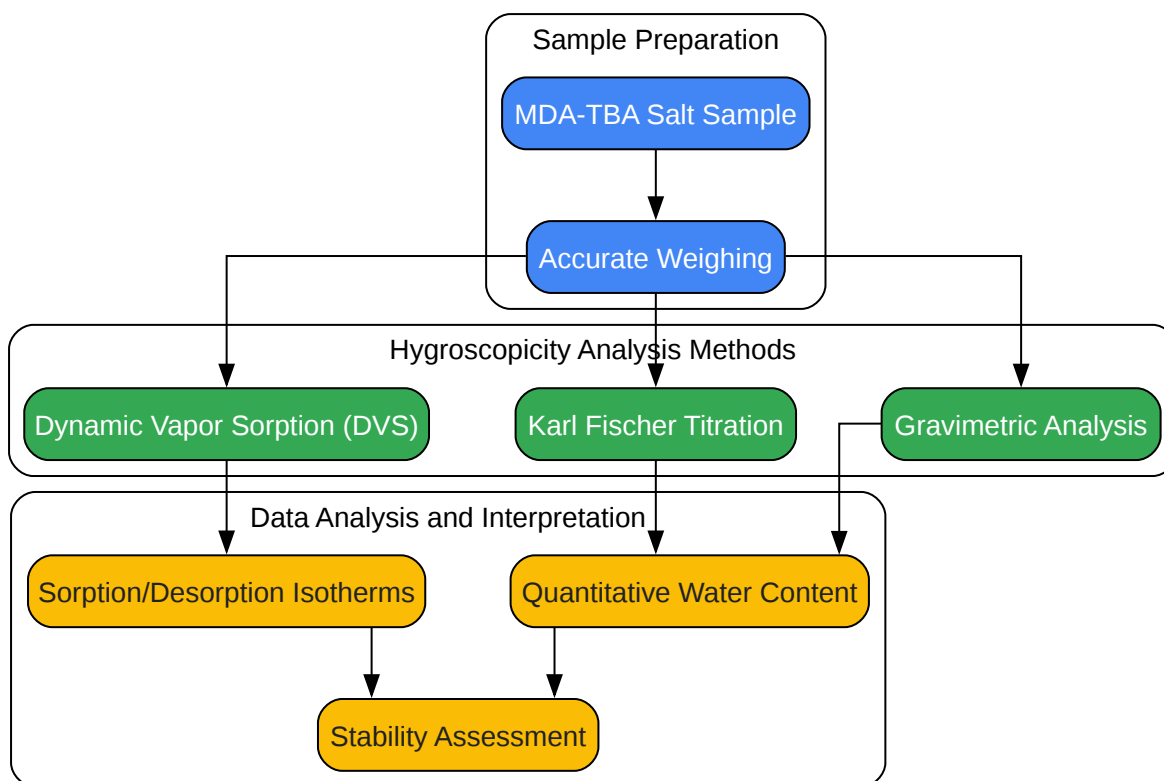 Sample Preparation
MDA-TBA Salt Sample
Accurate Weighing
Hygroscopicity Analysis Methods
Dynamic Vapor Sorption (DVS)
Karl Fischer Titration
Gravimetric Analysis
Data Analysis and Interpretation
Sorption/Desorption Isotherms
Quantitative Water Content
Stability Assessment